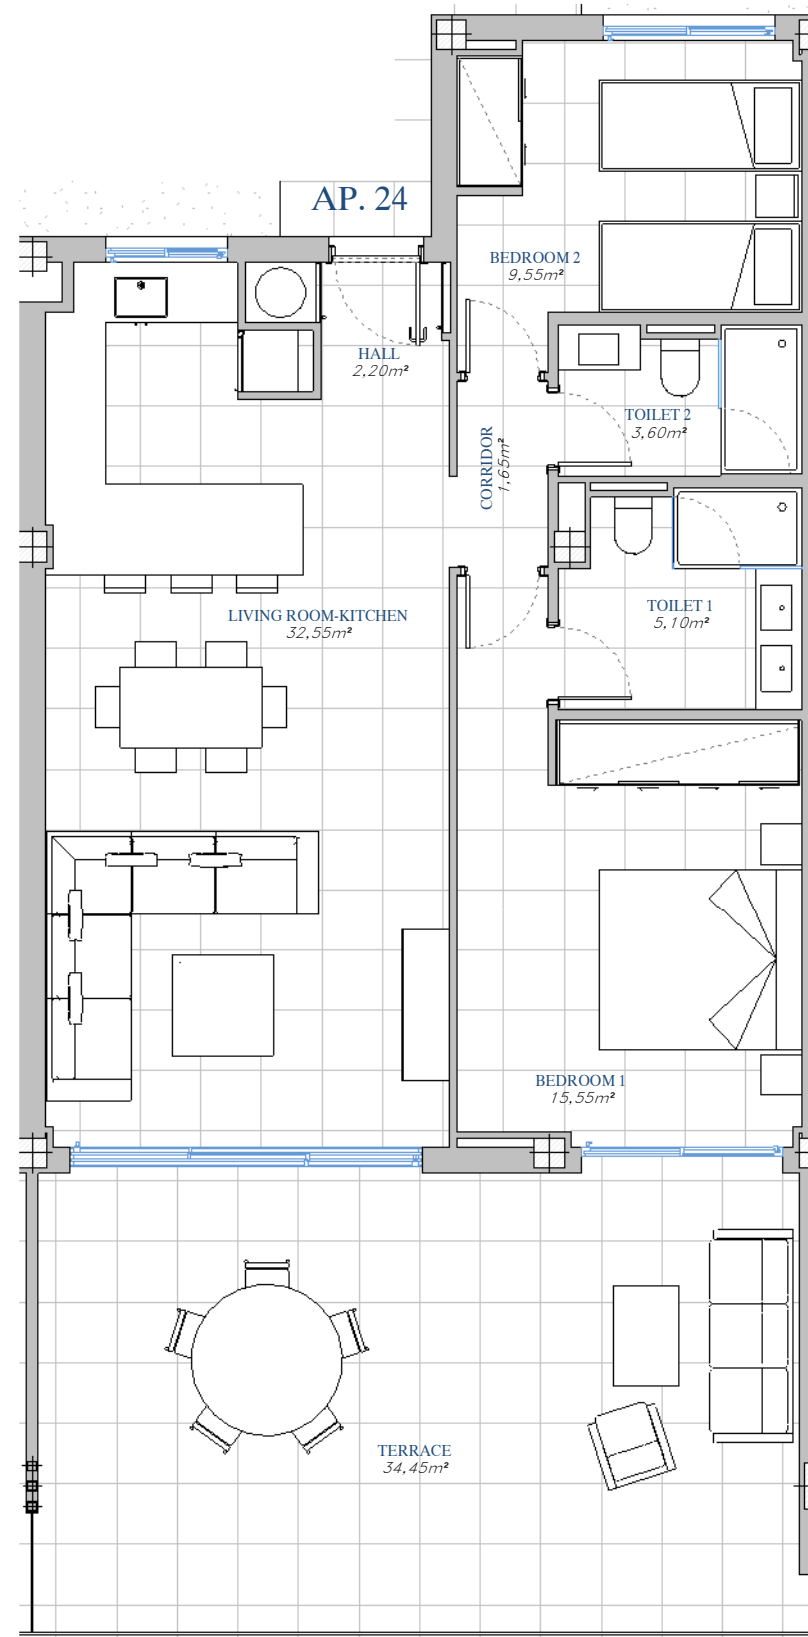 AP. 24
BEDROOM 2
9,55m²
HALL
2,20m²
TOILET 2
3,60m²
CORRIDOR
1,65m²
TOILET 1
5,10m²
LIVING ROOM-KITCHEN
32,55m²
BEDROOM 1
15,55m²
TERRACE
34,45m²